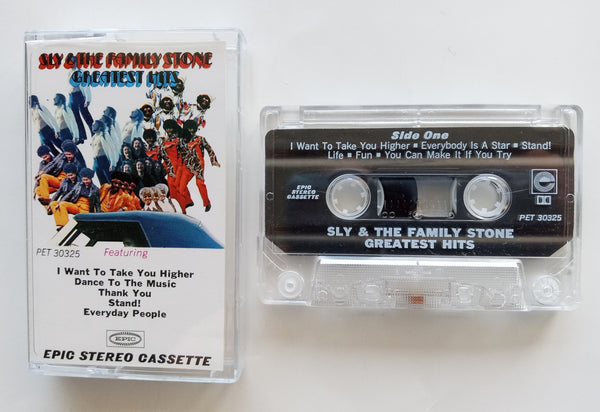 SLY & THE FAMILY STONE
GREATEST HITS
PET 30325
Featuring
I Want To Take You Higher
Dance To The Music
Thank You
Stand!
Everyday People
EPIC
EPIC STEREO CASSETTE
Side One
I Want To Take You Higher ▪ Everybody Is A Star ▪ Stand!
Life ▪ Fun ▪ You Can Make It If You Try
EPIC
STEREO
CASSETTE
PET 30325
SLY & THE FAMILY STONE
GREATEST HITS